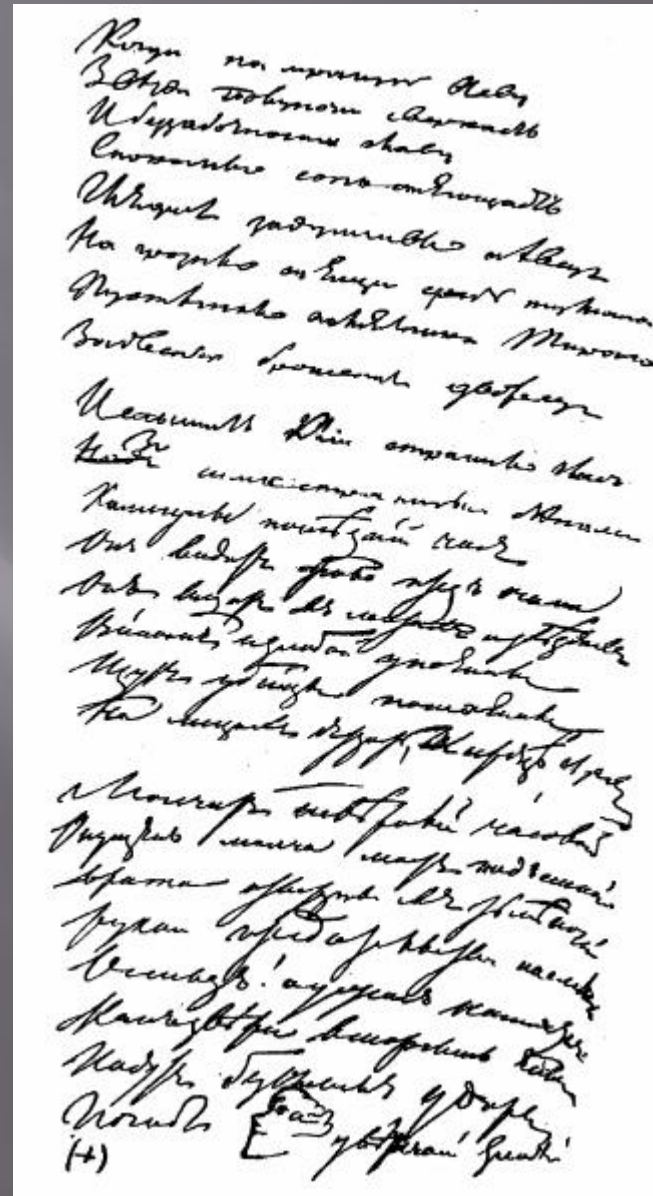 Когда на мрачную Неву
Звѣзда полуночи сверкаетъ
И беззаботную главу
Спокойный сонъ отягощаетъ
Глядитъ задумчивый пѣвецъ
На грозно спящій средь тумана
Пустынный памятникъ Тирана
Забвенью брошенный дворецъ
И слышитъ Кліи страшный гласъ
За сими страшными стѣнами
Калигулы послѣдній часъ
Онъ видитъ живо предъ очами
Онъ видитъ въ лентахъ и звѣздахъ
Виномъ и злобой упоенны
Идутъ убійцы потаенны
На лицахъ дерзость, въ сердцѣ страхъ
Молчитъ невѣрный часовой
Опущенъ молча мостъ подъемный
Врата отверсты въ тьмѣ ночной
Рукой предательства наемной
О стыдъ! о ужасъ нашихъ дней
Какъ звѣри вторглись
Падутъ безславные удары
Погибъ увѣнчанный злодѣй
(+)